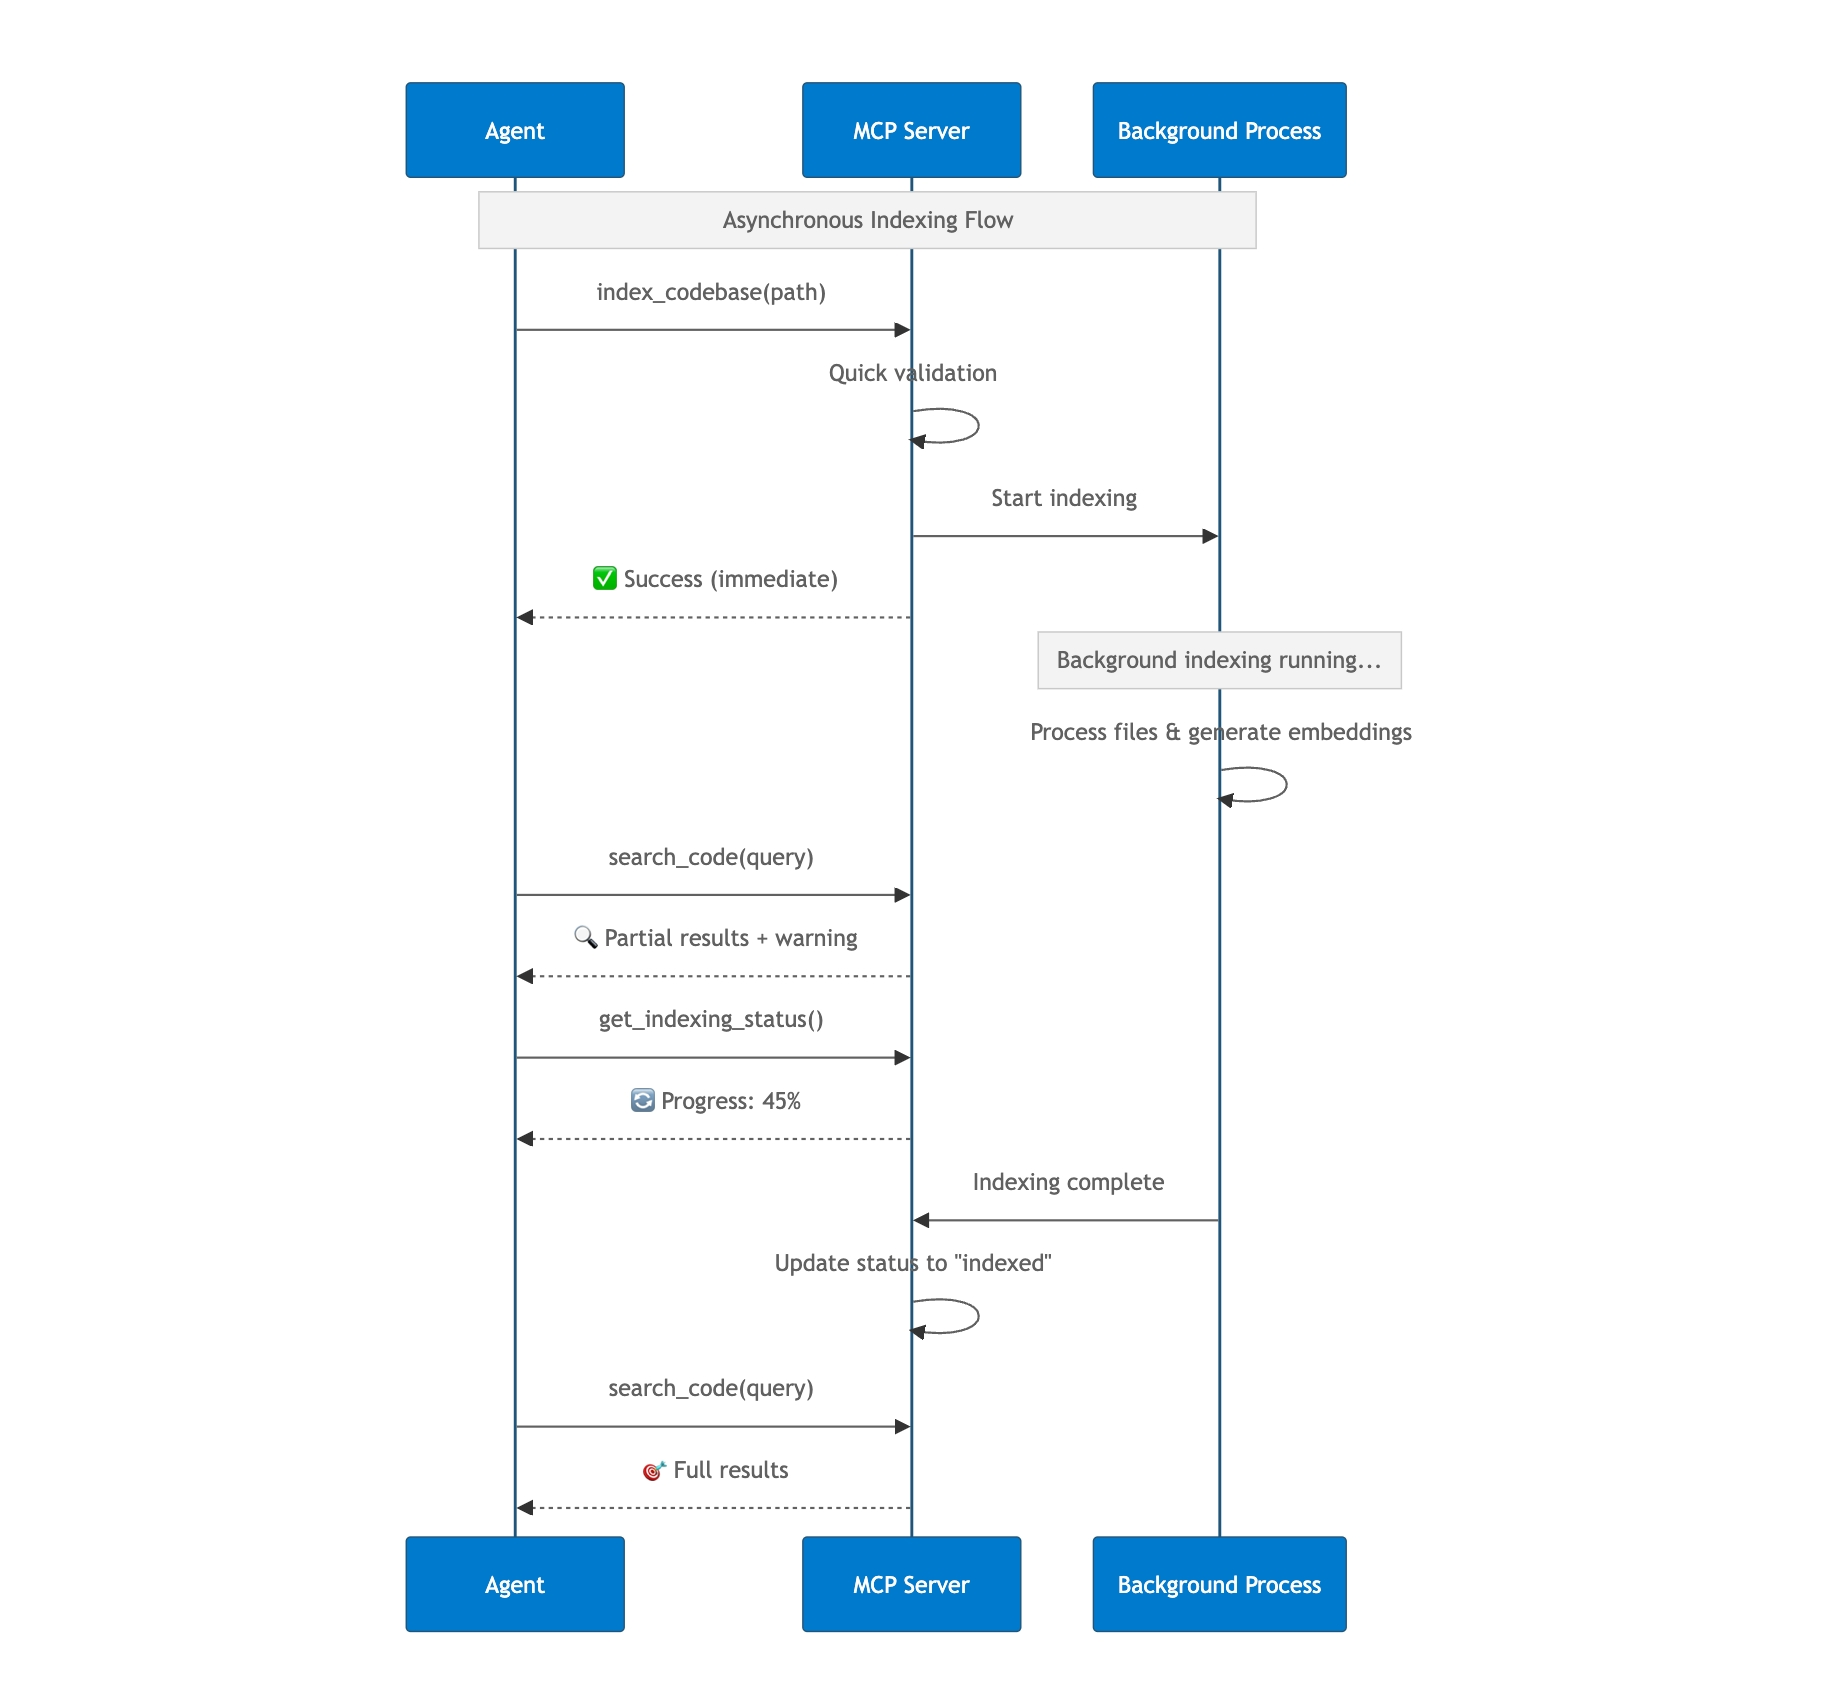 Agent
MCP Server
Background Process
Asynchronous Indexing Flow
index_codebase(path)
Quick validation
Start indexing
✅ Success (immediate)
Background indexing running...
Process files & generate embeddings
search_code(query)
🔍 Partial results + warning
get_indexing_status()
🔄 Progress: 45%
Indexing complete
Update status to "indexed"
search_code(query)
🎯 Full results
Agent
MCP Server
Background Process